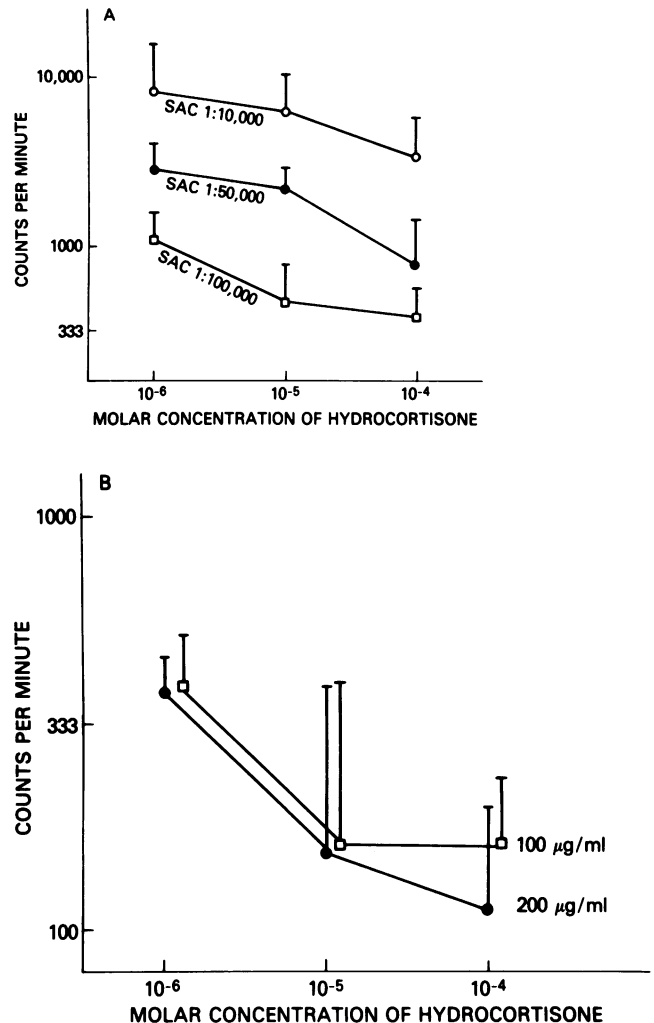 A
10,000
SAC 1:10,000
SAC 1:50,000
1000
SAC 1:100,000
333
COUNTS PER MINUTE
10⁻⁶ 10⁻⁵ 10⁻⁴
MOLAR CONCENTRATION OF HYDROCORTISONE
B
1000
COUNTS PER MINUTE
333
100 μg/ml
200 μg/ml
100
10⁻⁶ 10⁻⁵ 10⁻⁴
MOLAR CONCENTRATION OF HYDROCORTISONE